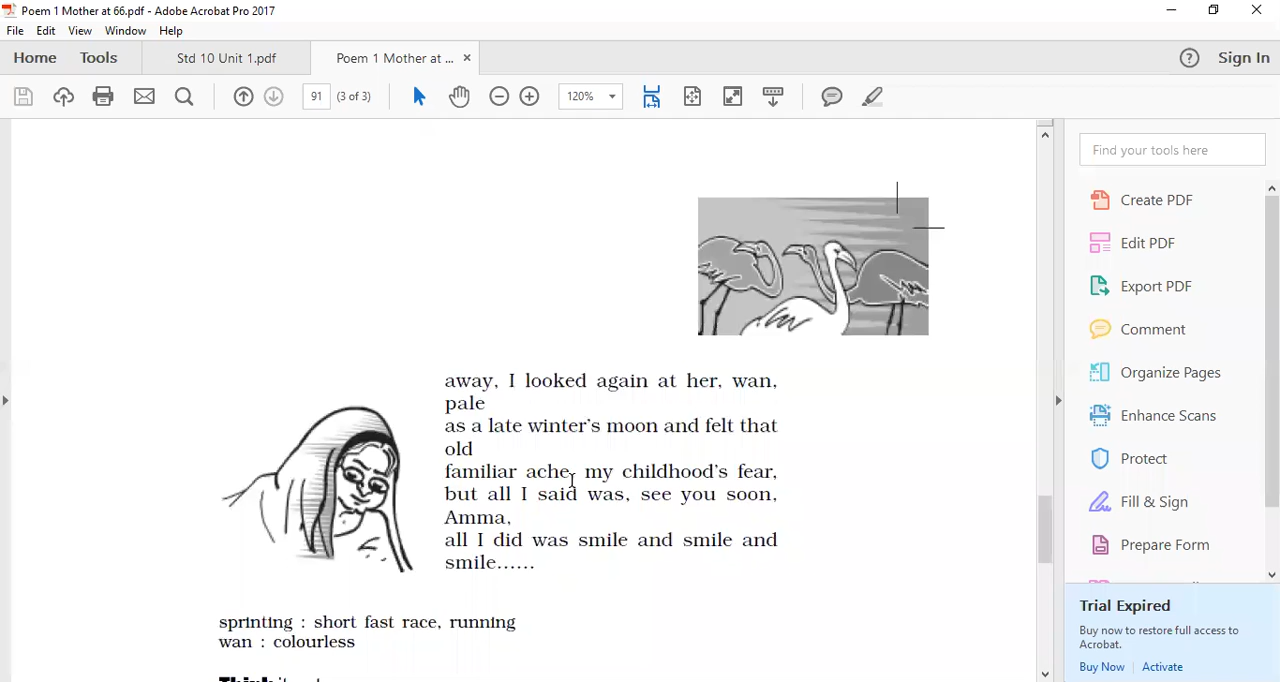 Poem 1 Mother at 66.pdf - Adobe Acrobat Pro 2017
File Edit View Window Help
Home Tools Std 10 Unit 1.pdf Poem 1 Mother at ... × ? Sign In
91 (3 of 3) 120%
Find your tools here
Create PDF
Edit PDF
Export PDF
Comment
Organize Pages
Enhance Scans
Protect
Fill & Sign
Prepare Form
Trial Expired
Buy now to restore full access to
Acrobat.
Buy Now | Activate
away, I looked again at her, wan,
pale
as a late winter's moon and felt that
old
familiar ache, my childhood's fear,
but all I said was, see you soon,
Amma,
all I did was smile and smile and
smile......
sprinting : short fast race, running
wan : colourless